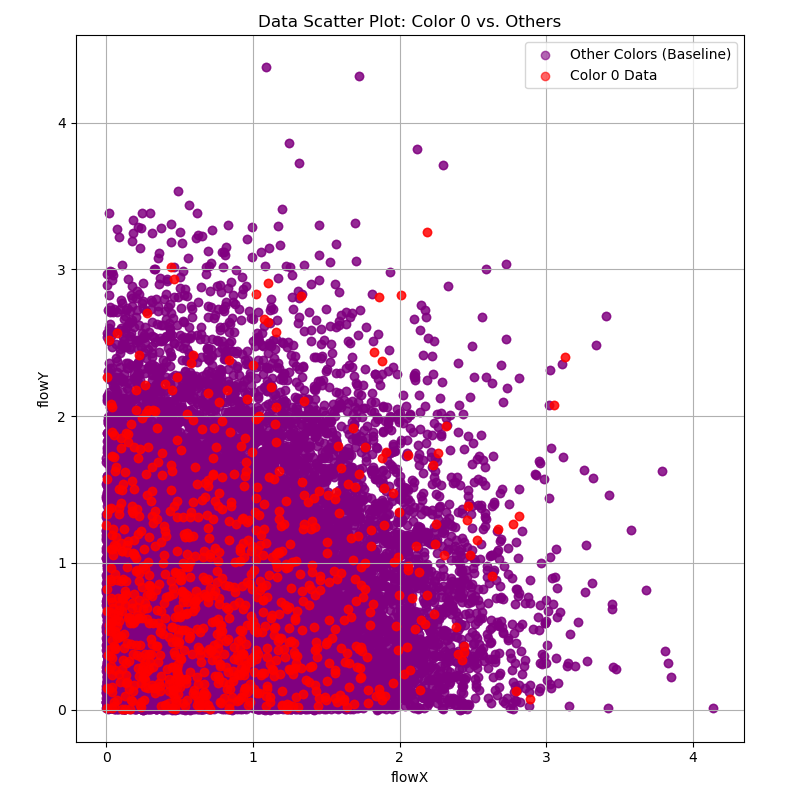 Data Scatter Plot: Color 0 vs. Others
Other Colors (Baseline)
Color 0 Data
flowY
4
3
2
1
0
0 1 2 3 4
flowX